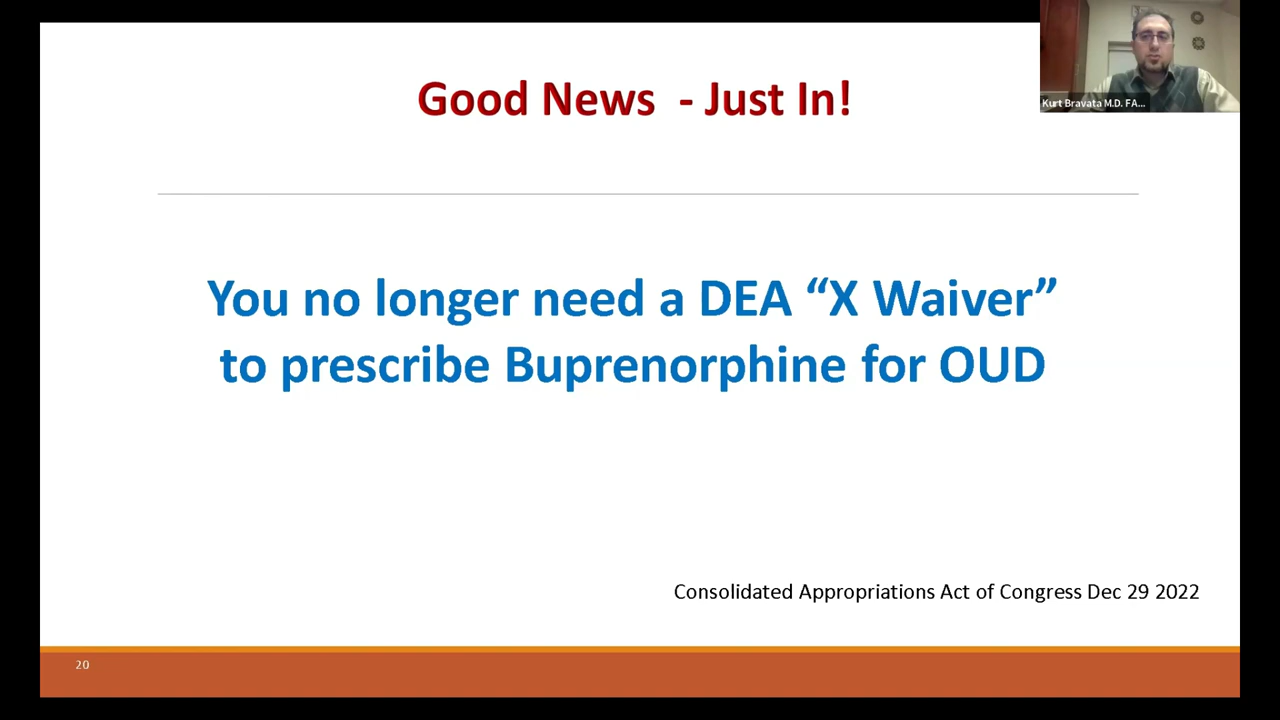 Good News - Just In!
Kurt Bravata M.D. FA...
You no longer need a DEA “X Waiver”
to prescribe Buprenorphine for OUD
Consolidated Appropriations Act of Congress Dec 29 2022
20